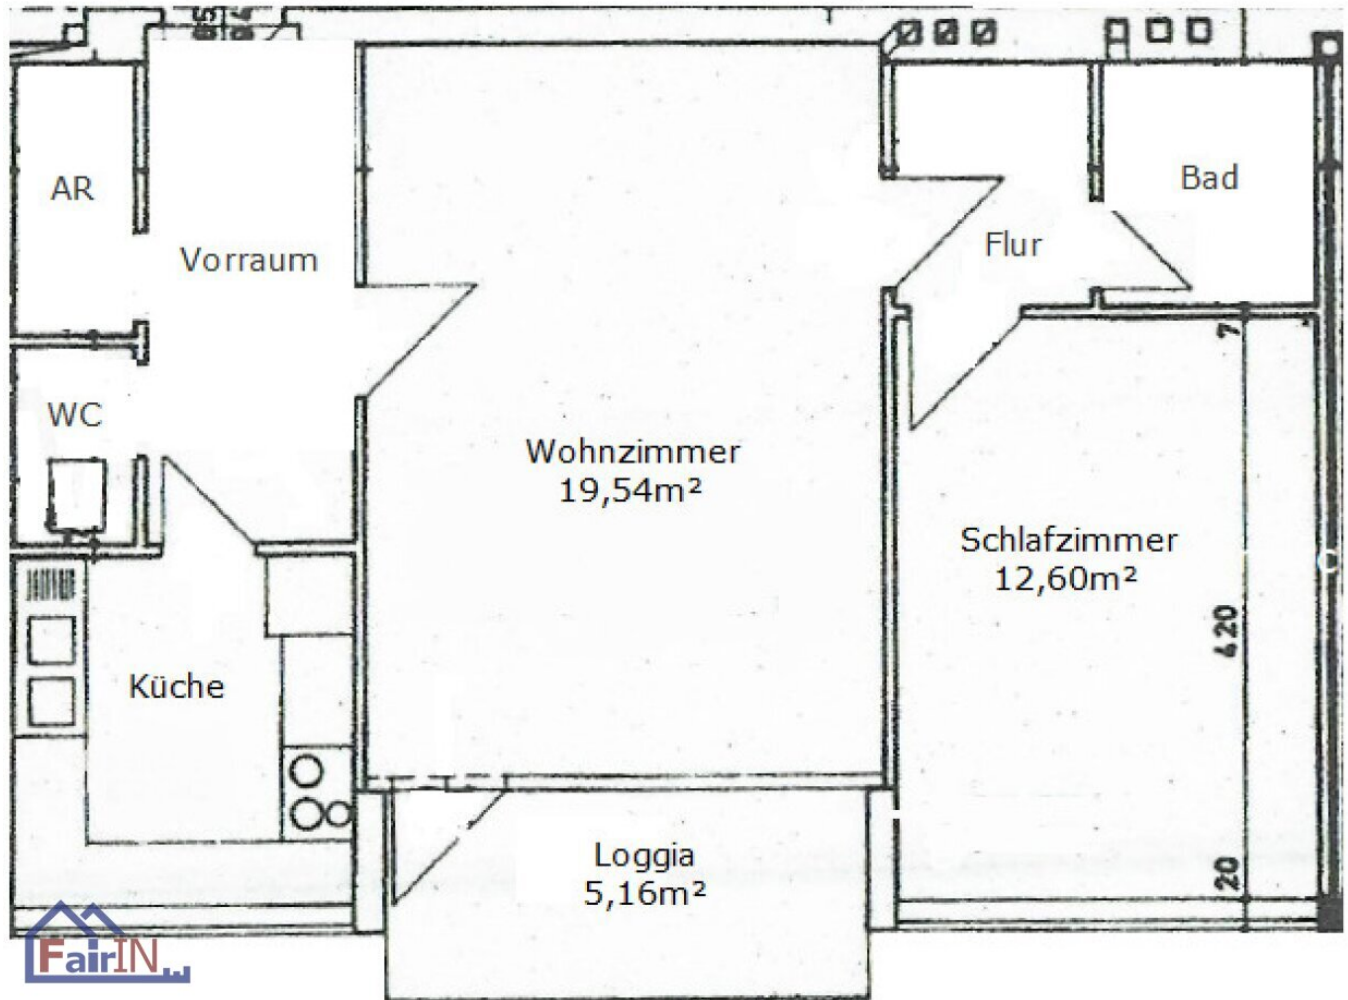 AR
Vorraum
Bad
Flur
WC
Wohnzimmer
19,54m²
Schlafzimmer
12,60m²
7
420
Küche
Loggia
5,16m²
20
FairIN